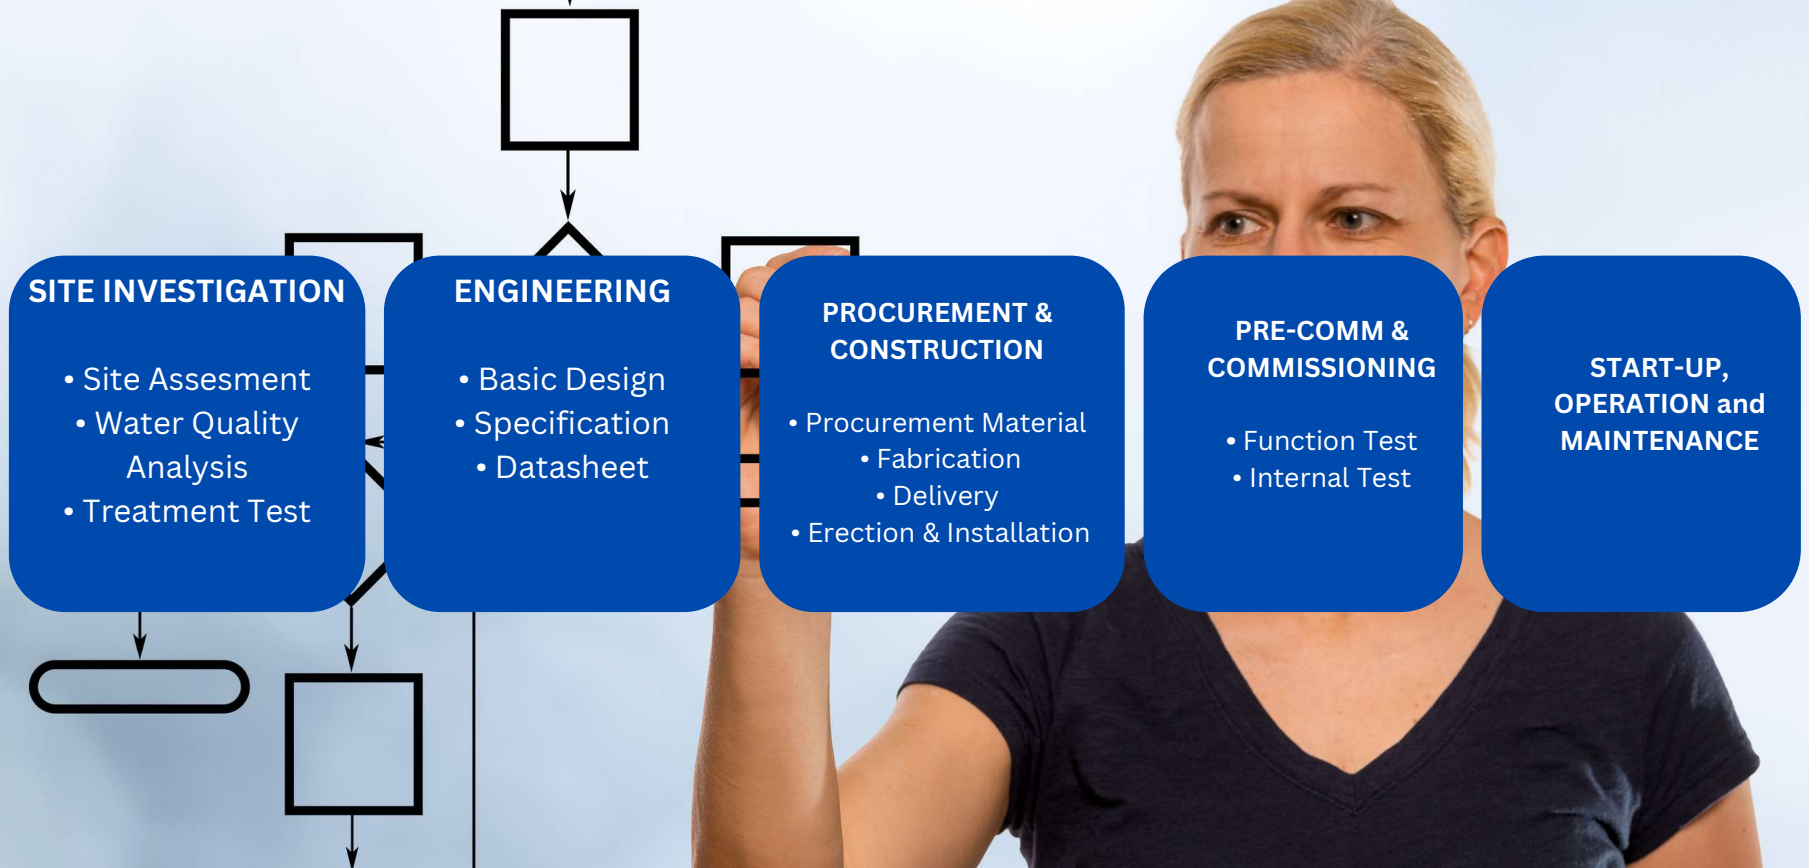 SITE INVESTIGATION
• Site Assesment
• Water Quality
Analysis
• Treatment Test
ENGINEERING
• Basic Design
• Specification
• Datasheet
PROCUREMENT &
CONSTRUCTION
• Procurement Material
• Fabrication
• Delivery
• Erection & Installation
PRE-COMM &
COMMISSIONING
• Function Test
• Internal Test
START-UP,
OPERATION and
MAINTENANCE